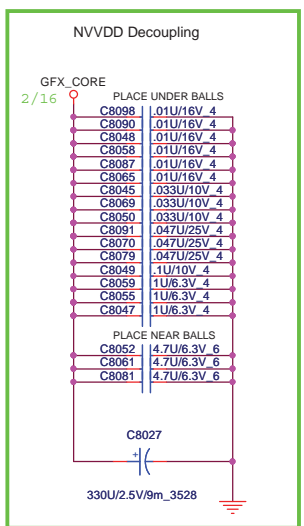 NVVDD Decoupling
GFX_CORE
2/16
PLACE UNDER BALLS
C8098 .01U/16V_4
C8090 .01U/16V_4
C8048 .01U/16V_4
C8058 .01U/16V_4
C8087 .01U/16V_4
C8065 .01U/16V_4
C8045 .033U/10V_4
C8069 .033U/10V_4
C8050 .033U/10V_4
C8091 .047U/25V_4
C8070 .047U/25V_4
C8079 .047U/25V_4
C8049 .1U/10V_4
C8059 1U/6.3V_4
C8055 1U/6.3V_4
C8047 1U/6.3V_4
PLACE NEAR BALLS
C8052 4.7U/6.3V_6
C8061 4.7U/6.3V_6
C8081 4.7U/6.3V_6
C8027
+
330U/2.5V/9m_3528